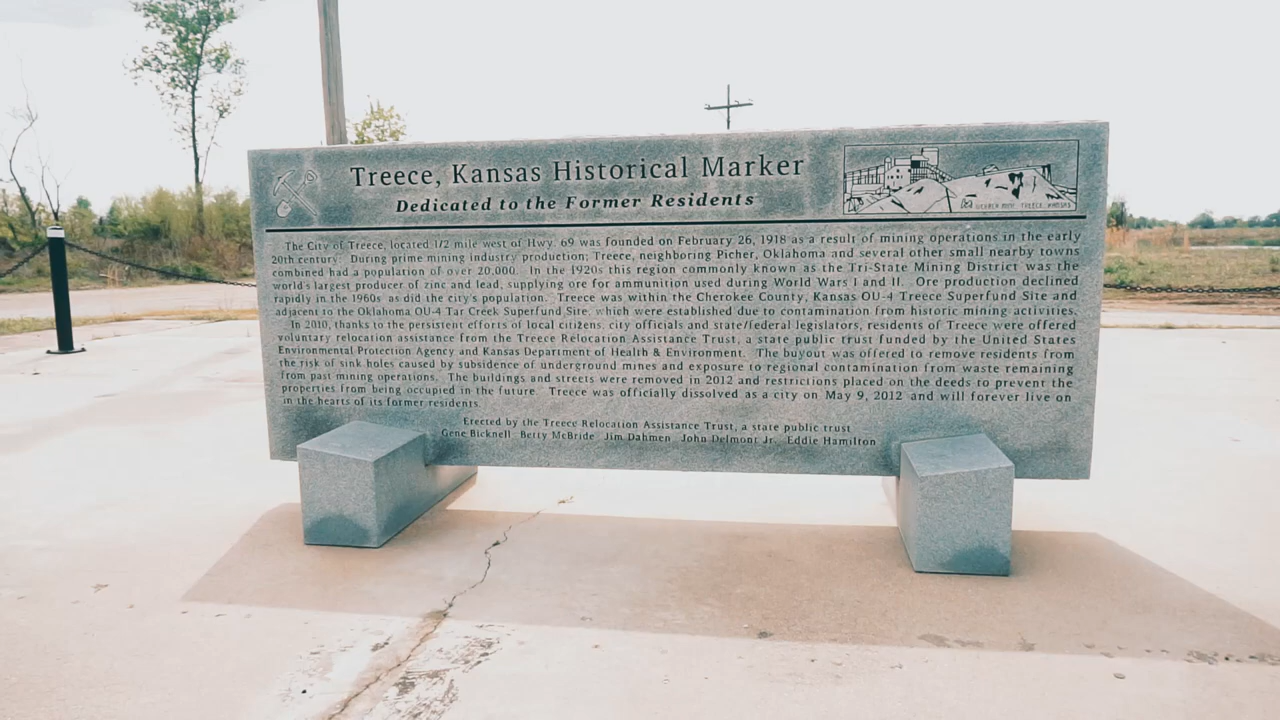 Treece, Kansas Historical Marker
Dedicated to the Former Residents
WEBBER MINE, TREECE, KANSAS
The City of Treece, located 1/2 mile west of Hwy. 69 was founded on February 26, 1918 as a result of mining operations in the early
20th century. During prime mining industry production; Treece, neighboring Picher, Oklahoma and several other small nearby towns
combined had a population of over 20,000. In the 1920s this region commonly known as the Tri-State Mining District was the
world's largest producer of zinc and lead, supplying ore for ammunition used during World Wars I and II. Ore production declined
rapidly in the 1960s as did the city's population. Treece was within the Cherokee County, Kansas OU-4 Treece Superfund Site and
adjacent to the Oklahoma OU-4 Tar Creek Superfund Site, which were established due to contamination from historic mining activities.
In 2010, thanks to the persistent efforts of local citizens, city officials and state/federal legislators, residents of Treece were offered
voluntary relocation assistance from the Treece Relocation Assistance Trust, a state public trust funded by the United States
Environmental Protection Agency and Kansas Department of Health & Environment. The buyout was offered to remove residents from
the risk of sink holes caused by subsidence of underground mines and exposure to regional contamination from waste remaining
from past mining operations. The buildings and streets were removed in 2012 and restrictions placed on the deeds to prevent the
properties from being occupied in the future. Treece was officially dissolved as a city on May 9, 2012 and will forever live on
in the hearts of its former residents.
Erected by the Treece Relocation Assistance Trust, a state public trust
Gene Bicknell Betty McBride Jim Dahmen John Delmont Jr. Eddie Hamilton